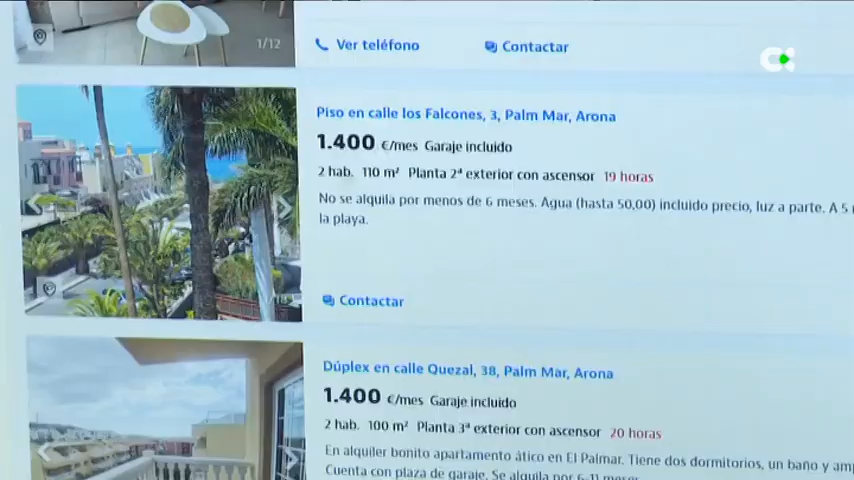 1/12
Ver teléfono
Contactar
Piso en calle los Falcones, 3, Palm Mar, Arona
1.400 €/mes Garaje incluido
2 hab. 110 m² Planta 2ª exterior con ascensor 19 horas
No se alquila por menos de 6 meses. Agua (hasta 50,00) incluido precio, luz a parte. A 5
la playa.
Contactar
Dúplex en calle Quezal, 38, Palm Mar, Arona
1.400 €/mes Garaje incluido
2 hab. 100 m² Planta 3ª exterior con ascensor 20 horas
En alquiler bonito apartamento ático en El Palmar. Tiene dos dormitorios, un baño y
Cuenta con plaza de garaje. Se alquila por 6-11 meses